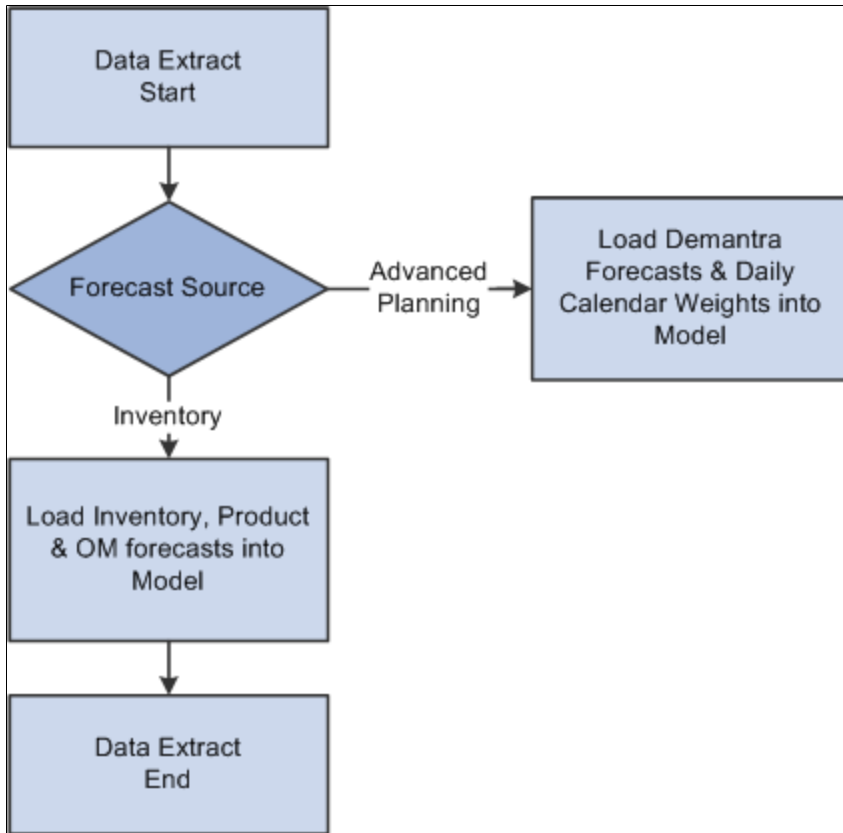 Data Extract
Start
Forecast Source
Advanced
Planning
Load Demantra
Forecasts & Daily
Calendar Weights into
Model
Inventory
Load Inventory, Product
& OM forecasts into
Model
Data Extract
End